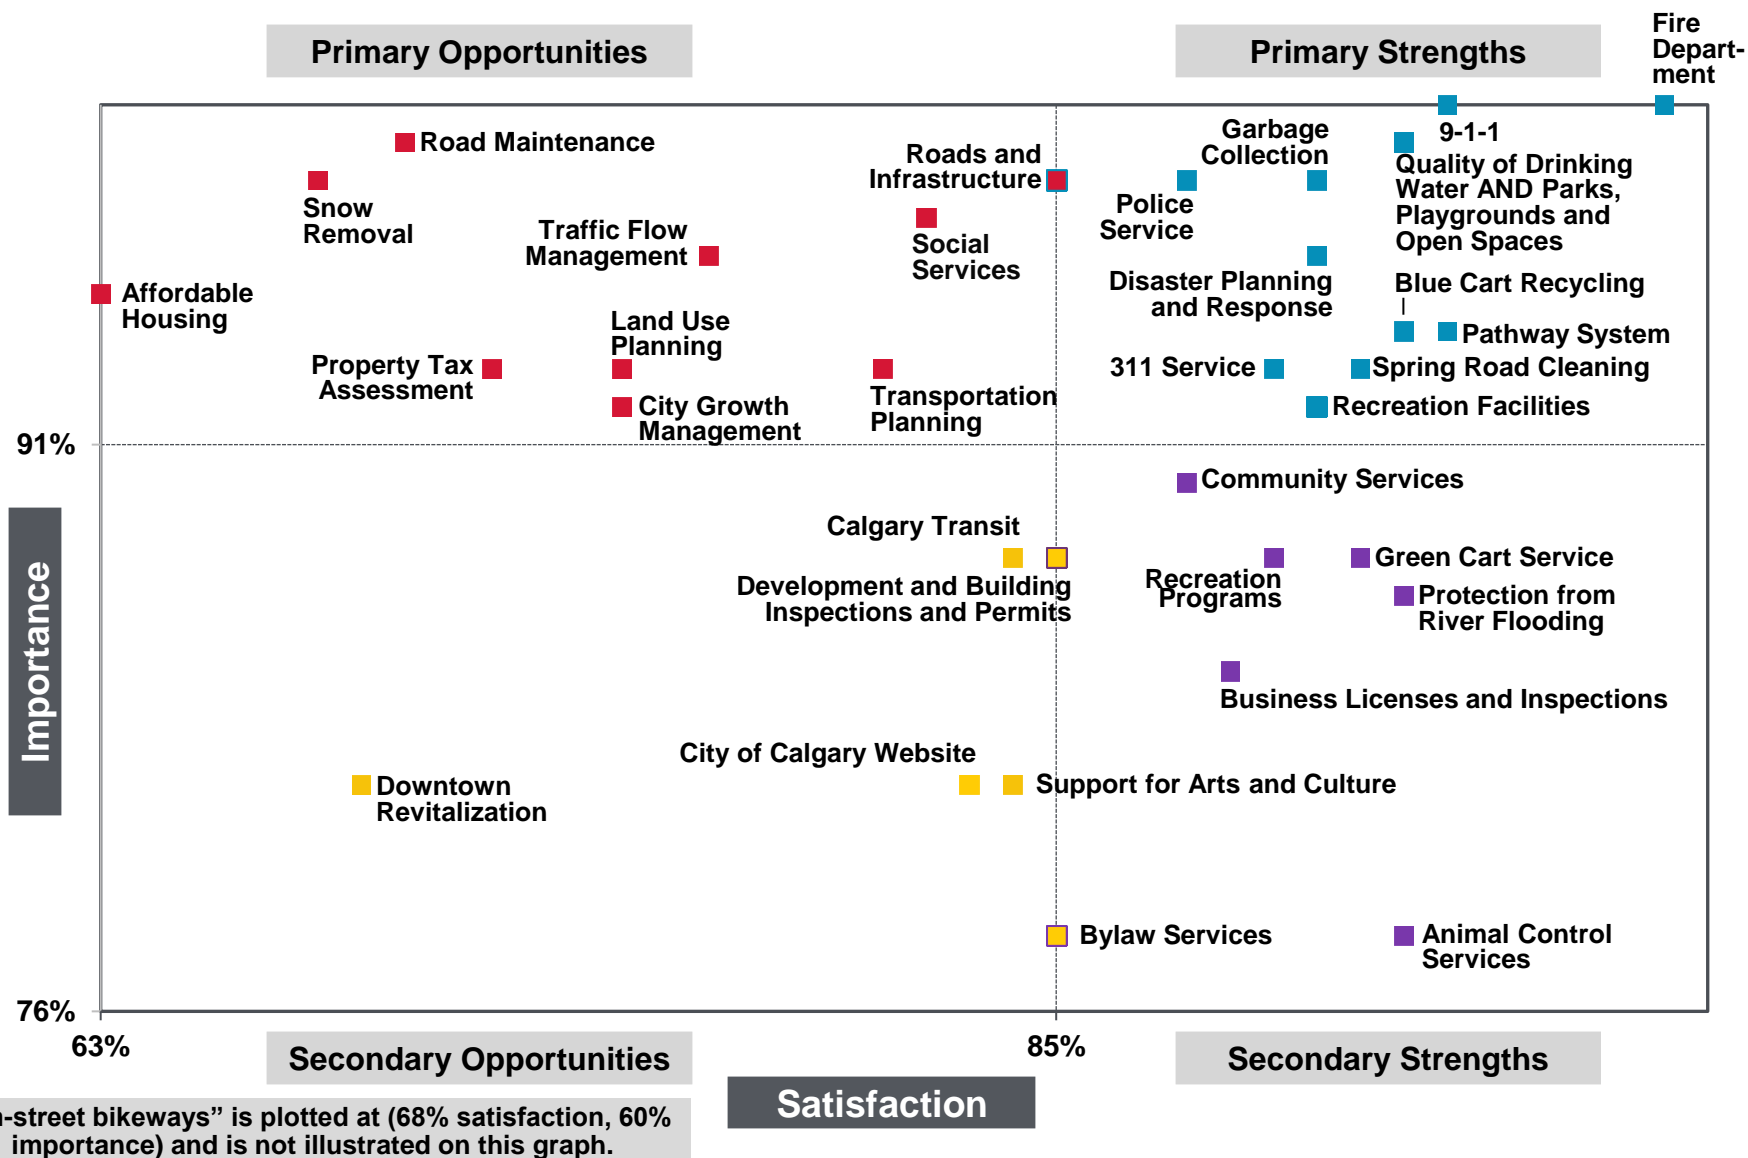 Primary Opportunities
Primary Strengths
Fire
Depart-
ment
Road Maintenance
Snow
Removal
Traffic Flow
Management
Roads and
Infrastructure
Social
Services
Garbage
Collection
Police
Service
9-1-1
Quality of Drinking
Water AND Parks,
Playgrounds and
Open Spaces
Disaster Planning
and Response
Blue Cart Recycling
Pathway System
Affordable
Housing
Land Use
Planning
Property Tax
Assessment
City Growth
Management
Transportation
Planning
311 Service
Spring Road Cleaning
Recreation Facilities
91%
Community Services
Calgary Transit
Development and Building
Inspections and Permits
Recreation
Programs
Green Cart Service
Protection from
River Flooding
Business Licenses and Inspections
Importance
City of Calgary Website
Support for Arts and Culture
Downtown
Revitalization
Bylaw Services
Animal Control
Services
76%
63%
85%
Secondary Opportunities
Secondary Strengths
Satisfaction
-street bikeways” is plotted at (68% satisfaction, 60%
importance) and is not illustrated on this graph.